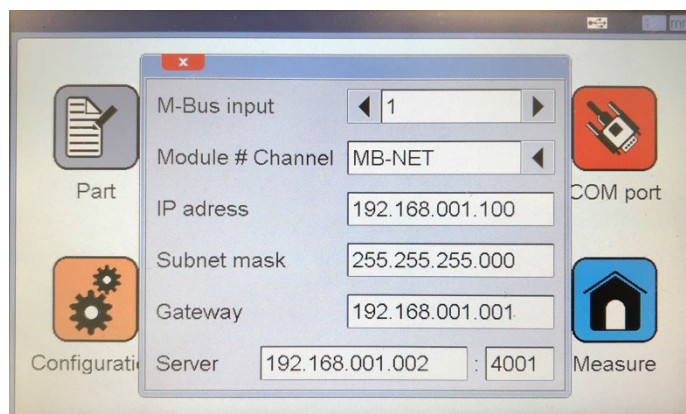 x
M-Bus input 1
Module # Channel MB-NET
Part
COM port
IP adress 192.168.001.100
Subnet mask 255.255.255.000
Gateway 192.168.001.001
Configurati
Server 192.168.001.002 : 4001
Measure